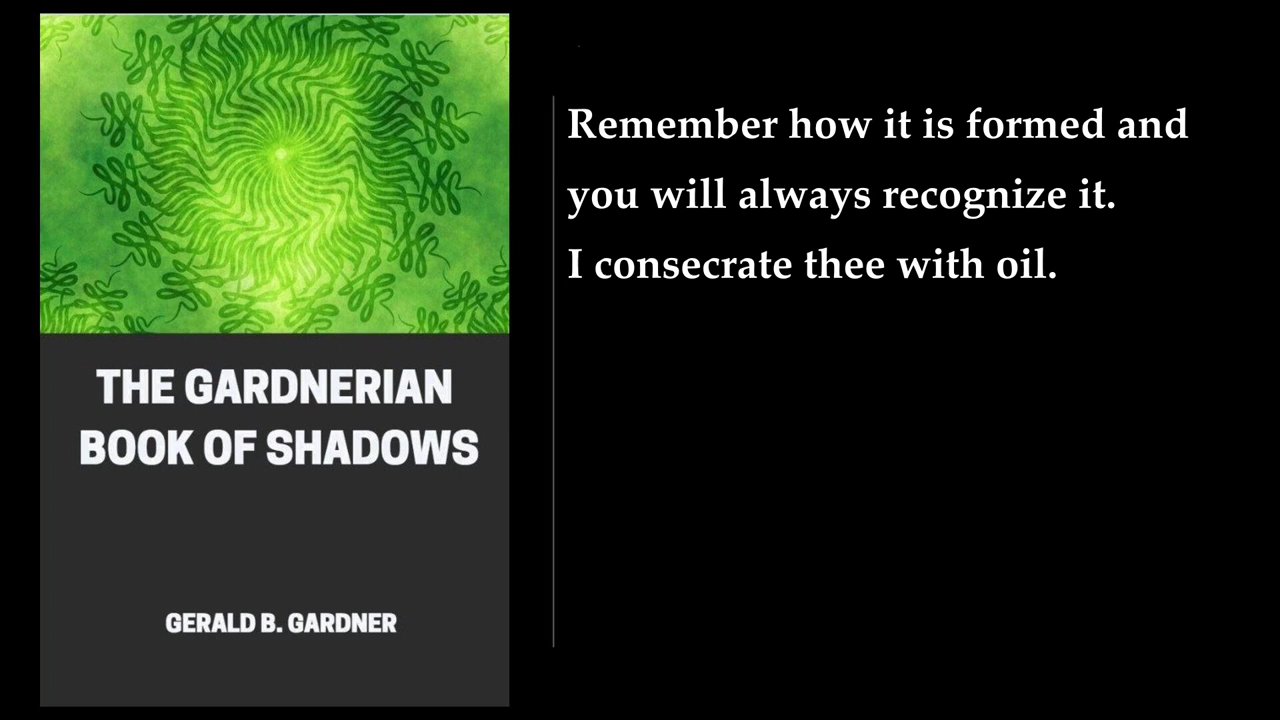 THE GARDNERIAN
BOOK OF SHADOWS
GERALD B. GARDNER
Remember how it is formed and
you will always recognize it.
I consecrate thee with oil.